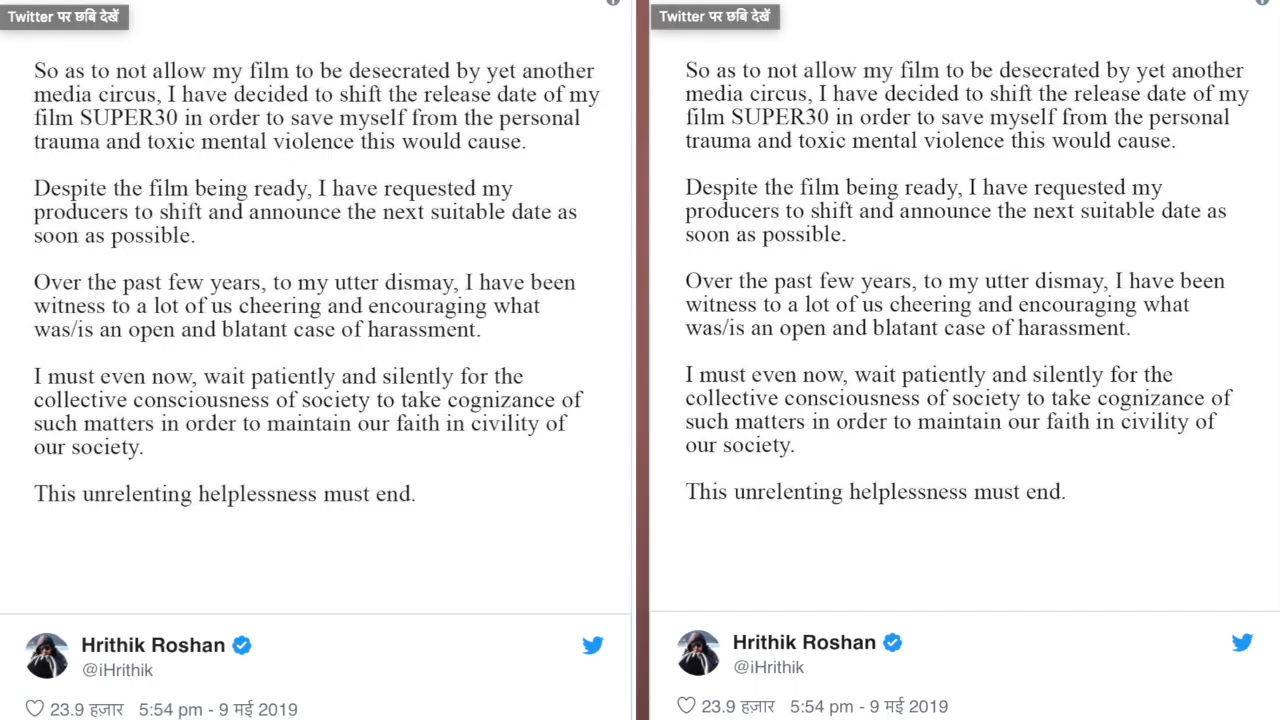 Twitter पर छबि देखें
So as to not allow my film to be desecrated by yet another
media circus, I have decided to shift the release date of my
film SUPER30 in order to save myself from the personal
trauma and toxic mental violence this would cause.
Despite the film being ready, I have requested my
producers to shift and announce the next suitable date as
soon as possible.
Over the past few years, to my utter dismay, I have been
witness to a lot of us cheering and encouraging what
was/is an open and blatant case of harassment.
I must even now, wait patiently and silently for the
collective consciousness of society to take cognizance of
such matters in order to maintain our faith in civility of
our society.
This unrelenting helplessness must end.
Hrithik Roshan
@iHrithik
23.9 हज़ार 5:54 pm - 9 मई 2019
Twitter पर छबि देखें
So as to not allow my film to be desecrated by yet another
media circus, I have decided to shift the release date of my
film SUPER30 in order to save myself from the personal
trauma and toxic mental violence this would cause.
Despite the film being ready, I have requested my
producers to shift and announce the next suitable date as
soon as possible.
Over the past few years, to my utter dismay, I have been
witness to a lot of us cheering and encouraging what
was/is an open and blatant case of harassment.
I must even now, wait patiently and silently for the
collective consciousness of society to take cognizance of
such matters in order to maintain our faith in civility of
our society.
This unrelenting helplessness must end.
Hrithik Roshan
@iHrithik
23.9 हज़ार 5:54 pm - 9 मई 2019